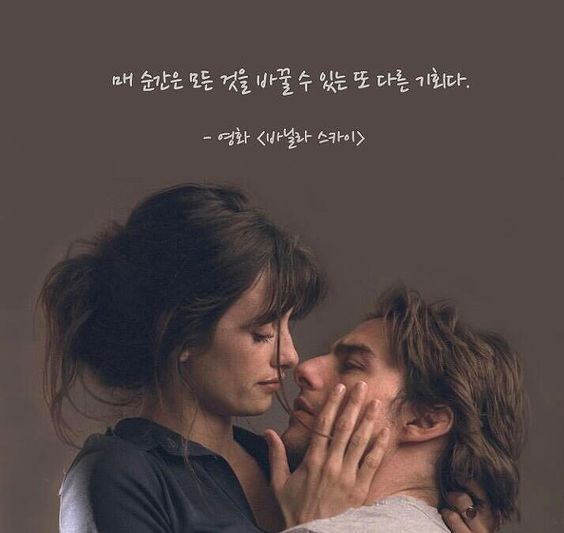 매 순간은 모든 것을 바꿀 수 있는 또 다른 기회다.
- 영화 <바닐라 스카이>